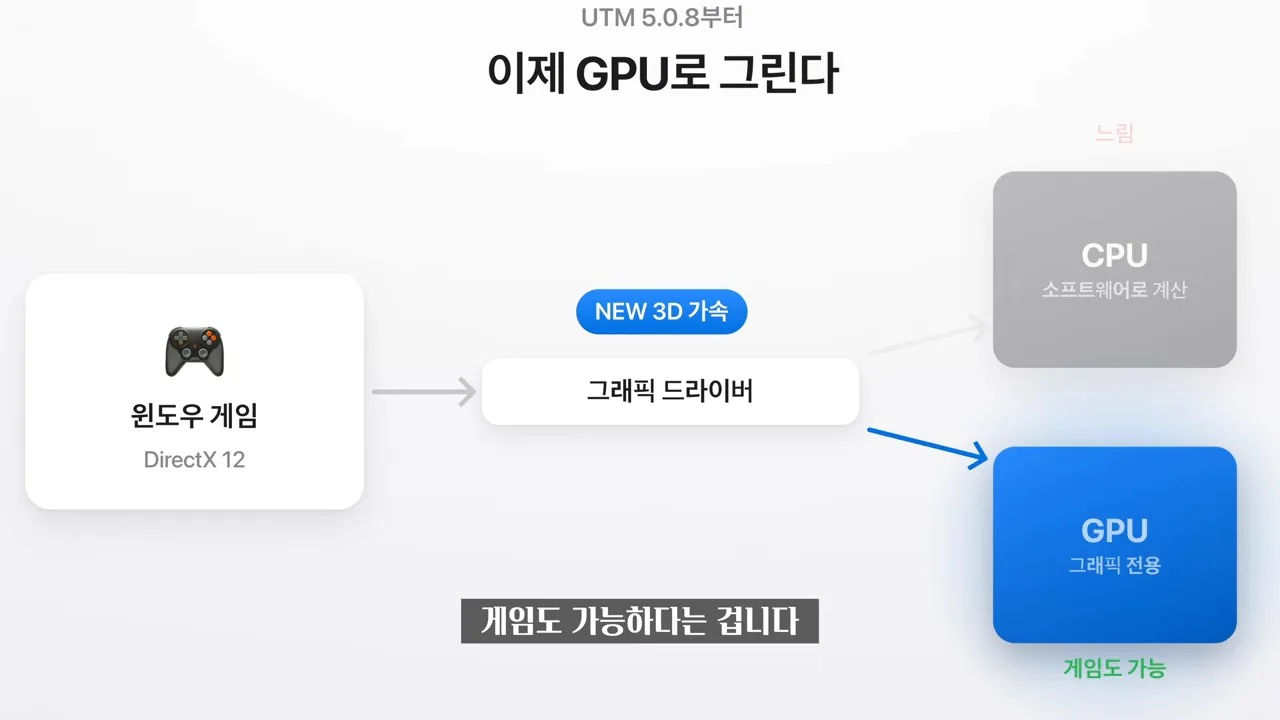 UTM 5.0.8부터
이제 GPU로 그린다
느림
CPU
소프트웨어로 계산
NEW 3D 가속
그래픽 드라이버
윈도우 게임
DirectX 12
GPU
그래픽 전용
게임도 가능하다는 겁니다
게임도 가능